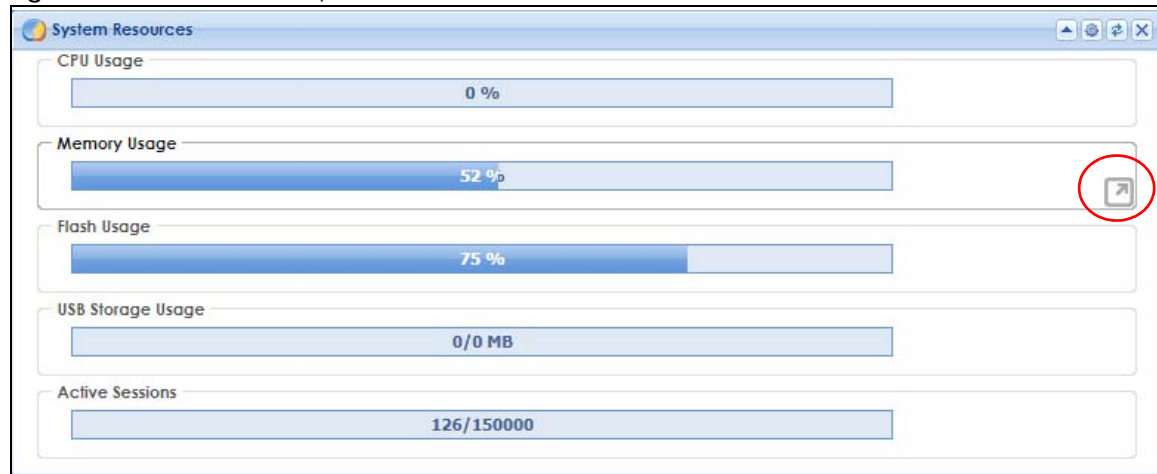 System Resources
CPU Usage
0 %
Memory Usage
52 %
Flash Usage
75 %
USB Storage Usage
0/0 MB
Active Sessions
126/150000